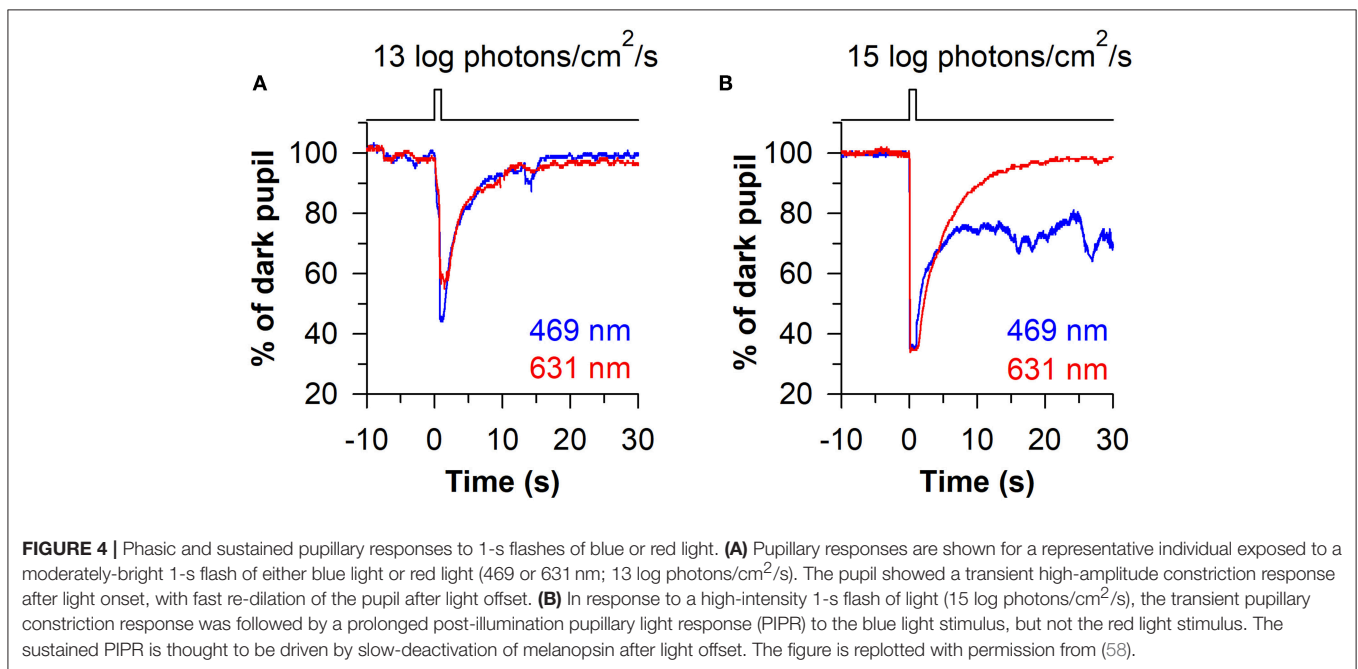 13 log photons/cm²/s
A
100
80
60
40
20
% of dark pupil
469 nm
631 nm
-10 0 10 20 30
Time (s)
15 log photons/cm²/s
B
100
80
60
40
20
% of dark pupil
469 nm
631 nm
-10 0 10 20 30
Time (s)
FIGURE 4 | Phasic and sustained pupillary responses to 1-s flashes of blue or red light. (A) Pupillary responses are shown for a representative individual exposed to a
moderately-bright 1-s flash of either blue light or red light (469 or 631 nm; 13 log photons/cm²/s). The pupil showed a transient high-amplitude constriction response
after light onset, with fast re-dilation of the pupil after light offset. (B) In response to a high-intensity 1-s flash of light (15 log photons/cm²/s), the transient pupillary
constriction response was followed by a prolonged post-illumination pupillary light response (PIPR) to the blue light stimulus, but not the red light stimulus. The
sustained PIPR is thought to be driven by slow-deactivation of melanopsin after light offset. The figure is replotted with permission from (58).